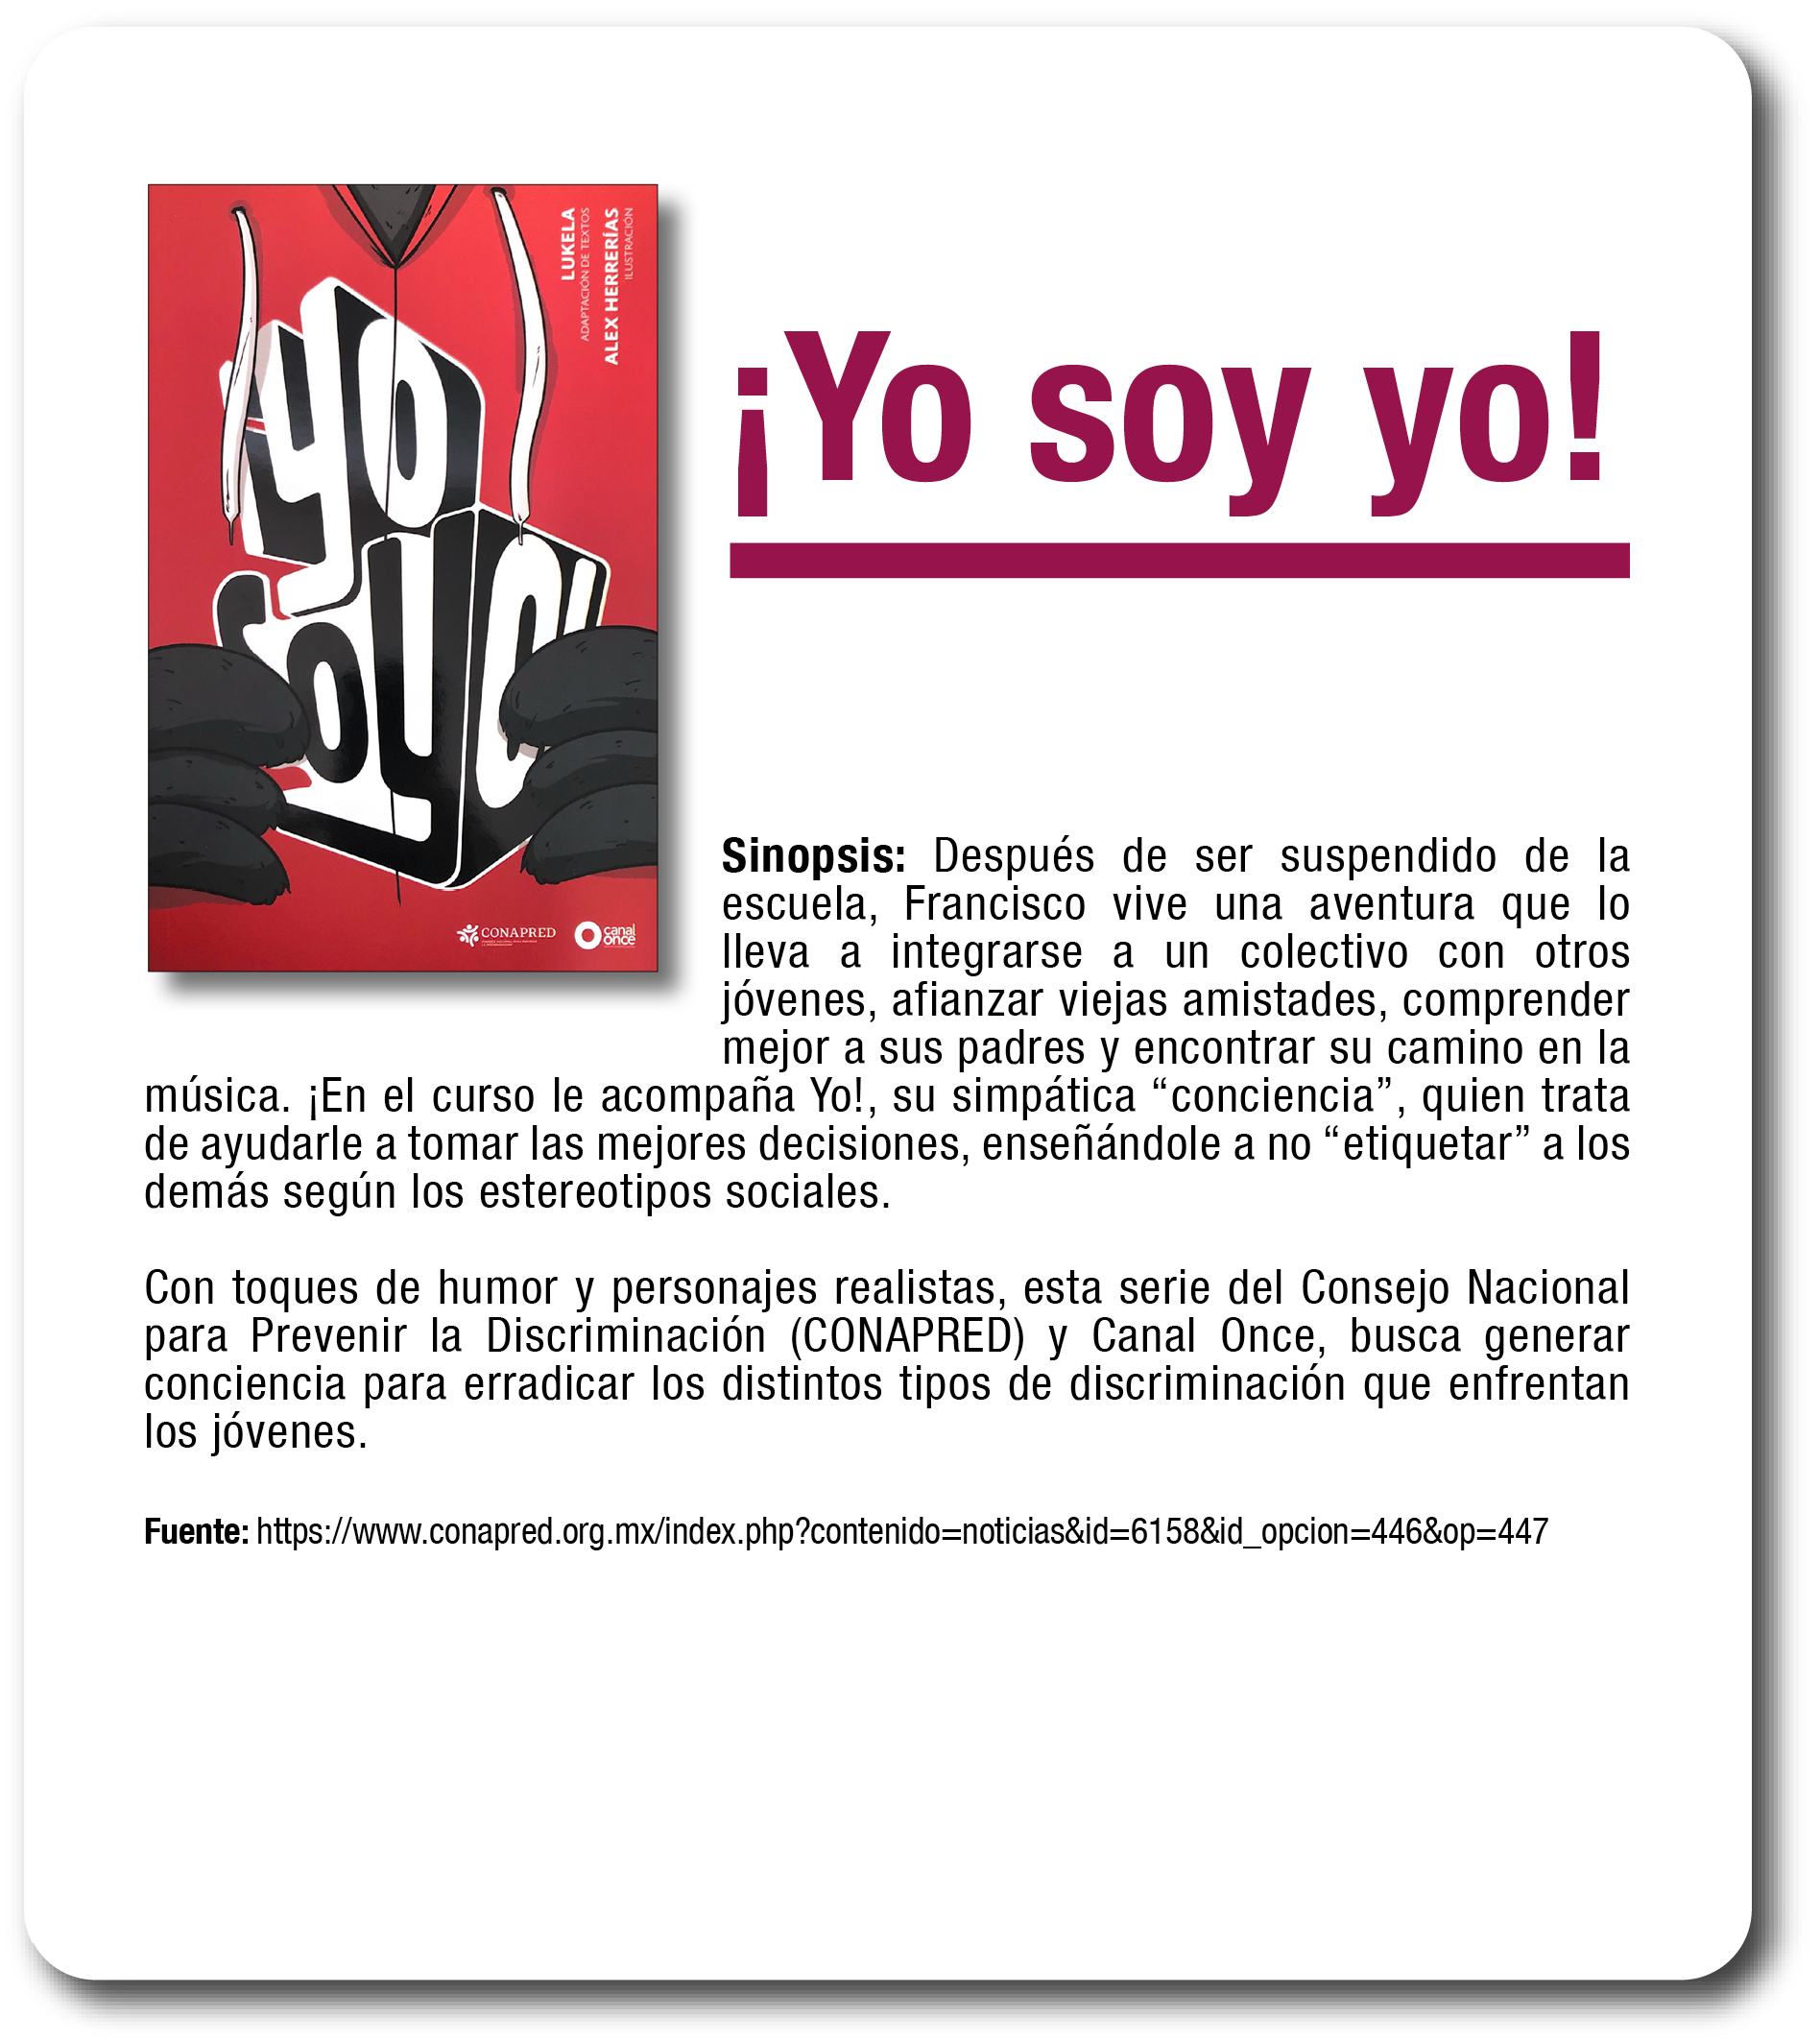 LUKELA
ADAPTACIÓN DE TEXTOS
ALEX HERRERÍAS
ILUSTRACIÓN
yo
soy
yo
CONAPRED
canal
once
¡Yo soy yo!
Sinopsis: Después de ser suspendido de la
escuela, Francisco vive una aventura que lo
lleva a integrarse a un colectivo con otros
jóvenes, afianzar viejas amistades, comprender
mejor a sus padres y encontrar su camino en la
música. ¡En el curso le acompaña Yo!, su simpática “conciencia”, quien trata
de ayudarle a tomar las mejores decisiones, enseñándole a no “etiquetar” a los
demás según los estereotipos sociales.
Con toques de humor y personajes realistas, esta serie del Consejo Nacional
para Prevenir la Discriminación (CONAPRED) y Canal Once, busca generar
conciencia para erradicar los distintos tipos de discriminación que enfrentan
los jóvenes.
Fuente: https://www.conapred.org.mx/index.php?contenido=noticias&id=6158&id_opcion=446&op=447